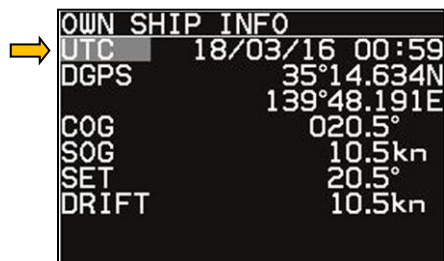 OWN SHIP INFO
UTC 18/03/16 00:59
DGPS 35°14.634N
139°48.191E
COG 020.5°
SOG 10.5kn
SET 20.5°
DRIFT 10.5kn